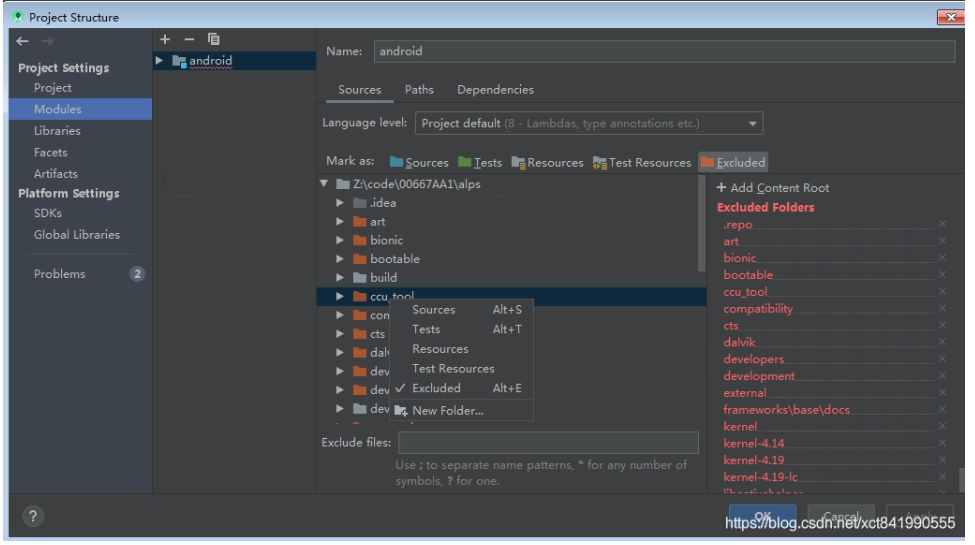 Project Structure
Project Settings
Project
Modules
Libraries
Facets
Artifacts
Platform Settings
SDKs
Global Libraries
Problems 2
android
Name: android
Sources Paths Dependencies
Language level: Project default (8 - Lambdas, type annotations etc.)
Mark as: Sources Tests Resources Test Resources Excluded
Z:\code\00667AA1\alps
.idea
art
bionic
bootable
build
ccu_tool
com
cts
dalv
dev
dev
dev
Sources Alt+S
Tests Alt+T
Resources
Test Resources
Excluded Alt+E
New Folder...
Exclude files:
Use ; to separate name patterns, * for any number of
symbols, ? for one.
+ Add Content Root
Excluded Folders
.repo
art
bionic
bootable
ccu_tool
compatibility
cts
dalvik
developers
development
external
frameworks\base\docs
kernel
kernel-4.14
kernel-4.19
kernel-4.19-lc
?
OK Cancel Apply
https://blog.csdn.net/xct841990555